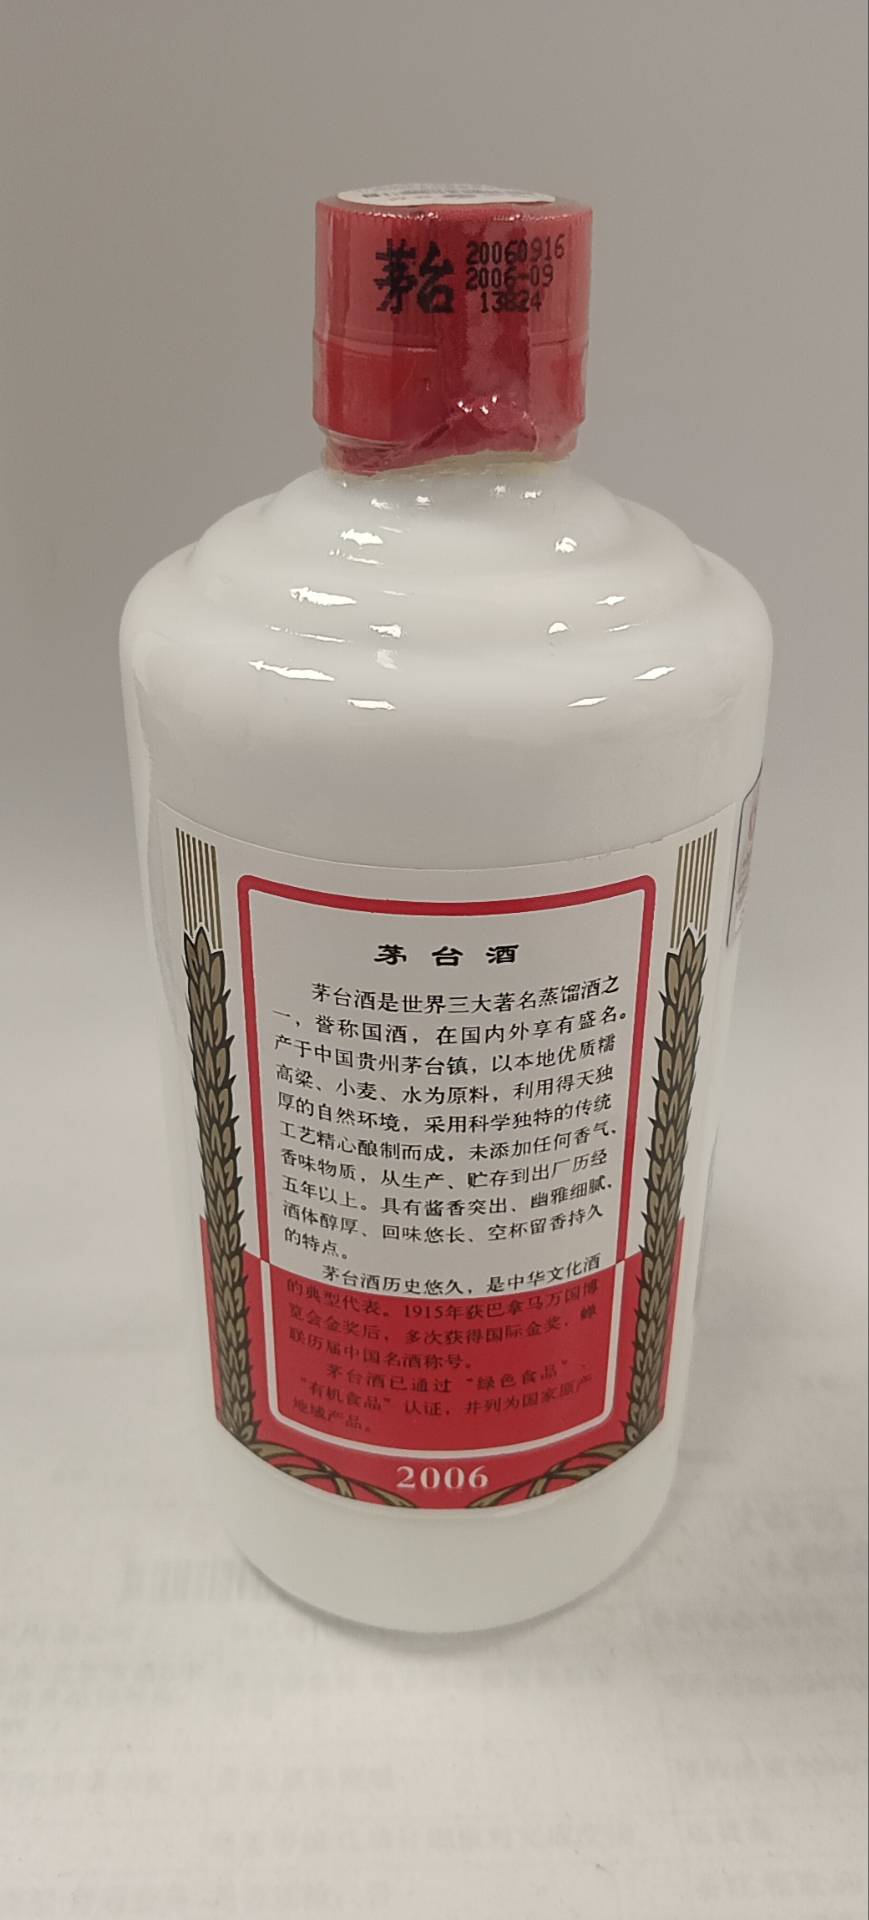 茅台
20060916
2006-09
13824
茅台酒
茅台酒是世界三大著名蒸馏酒之
一，誉称国酒，在国内外享有盛名。
产于中国贵州茅台镇，以本地优质糯
高粱、小麦、水为原料，利用得天独
厚的自然环境，采用科学独特的传统
工艺精心酿制而成，未添加任何香气、
香味物质，从生产、贮存到出厂历经
五年以上。具有酱香突出、幽雅细腻、
酒体醇厚、回味悠长、空杯留香持久
的特点。
茅台酒历史悠久，是中华文化酒
的典型代表。1915年获巴拿马万国博
览会金奖后，多次获得国际金奖，蝉
联历届中国名酒称号。
茅台酒已通过“绿色食品”、
“有机食品”认证，并列为国家原产
地域产品。
2006